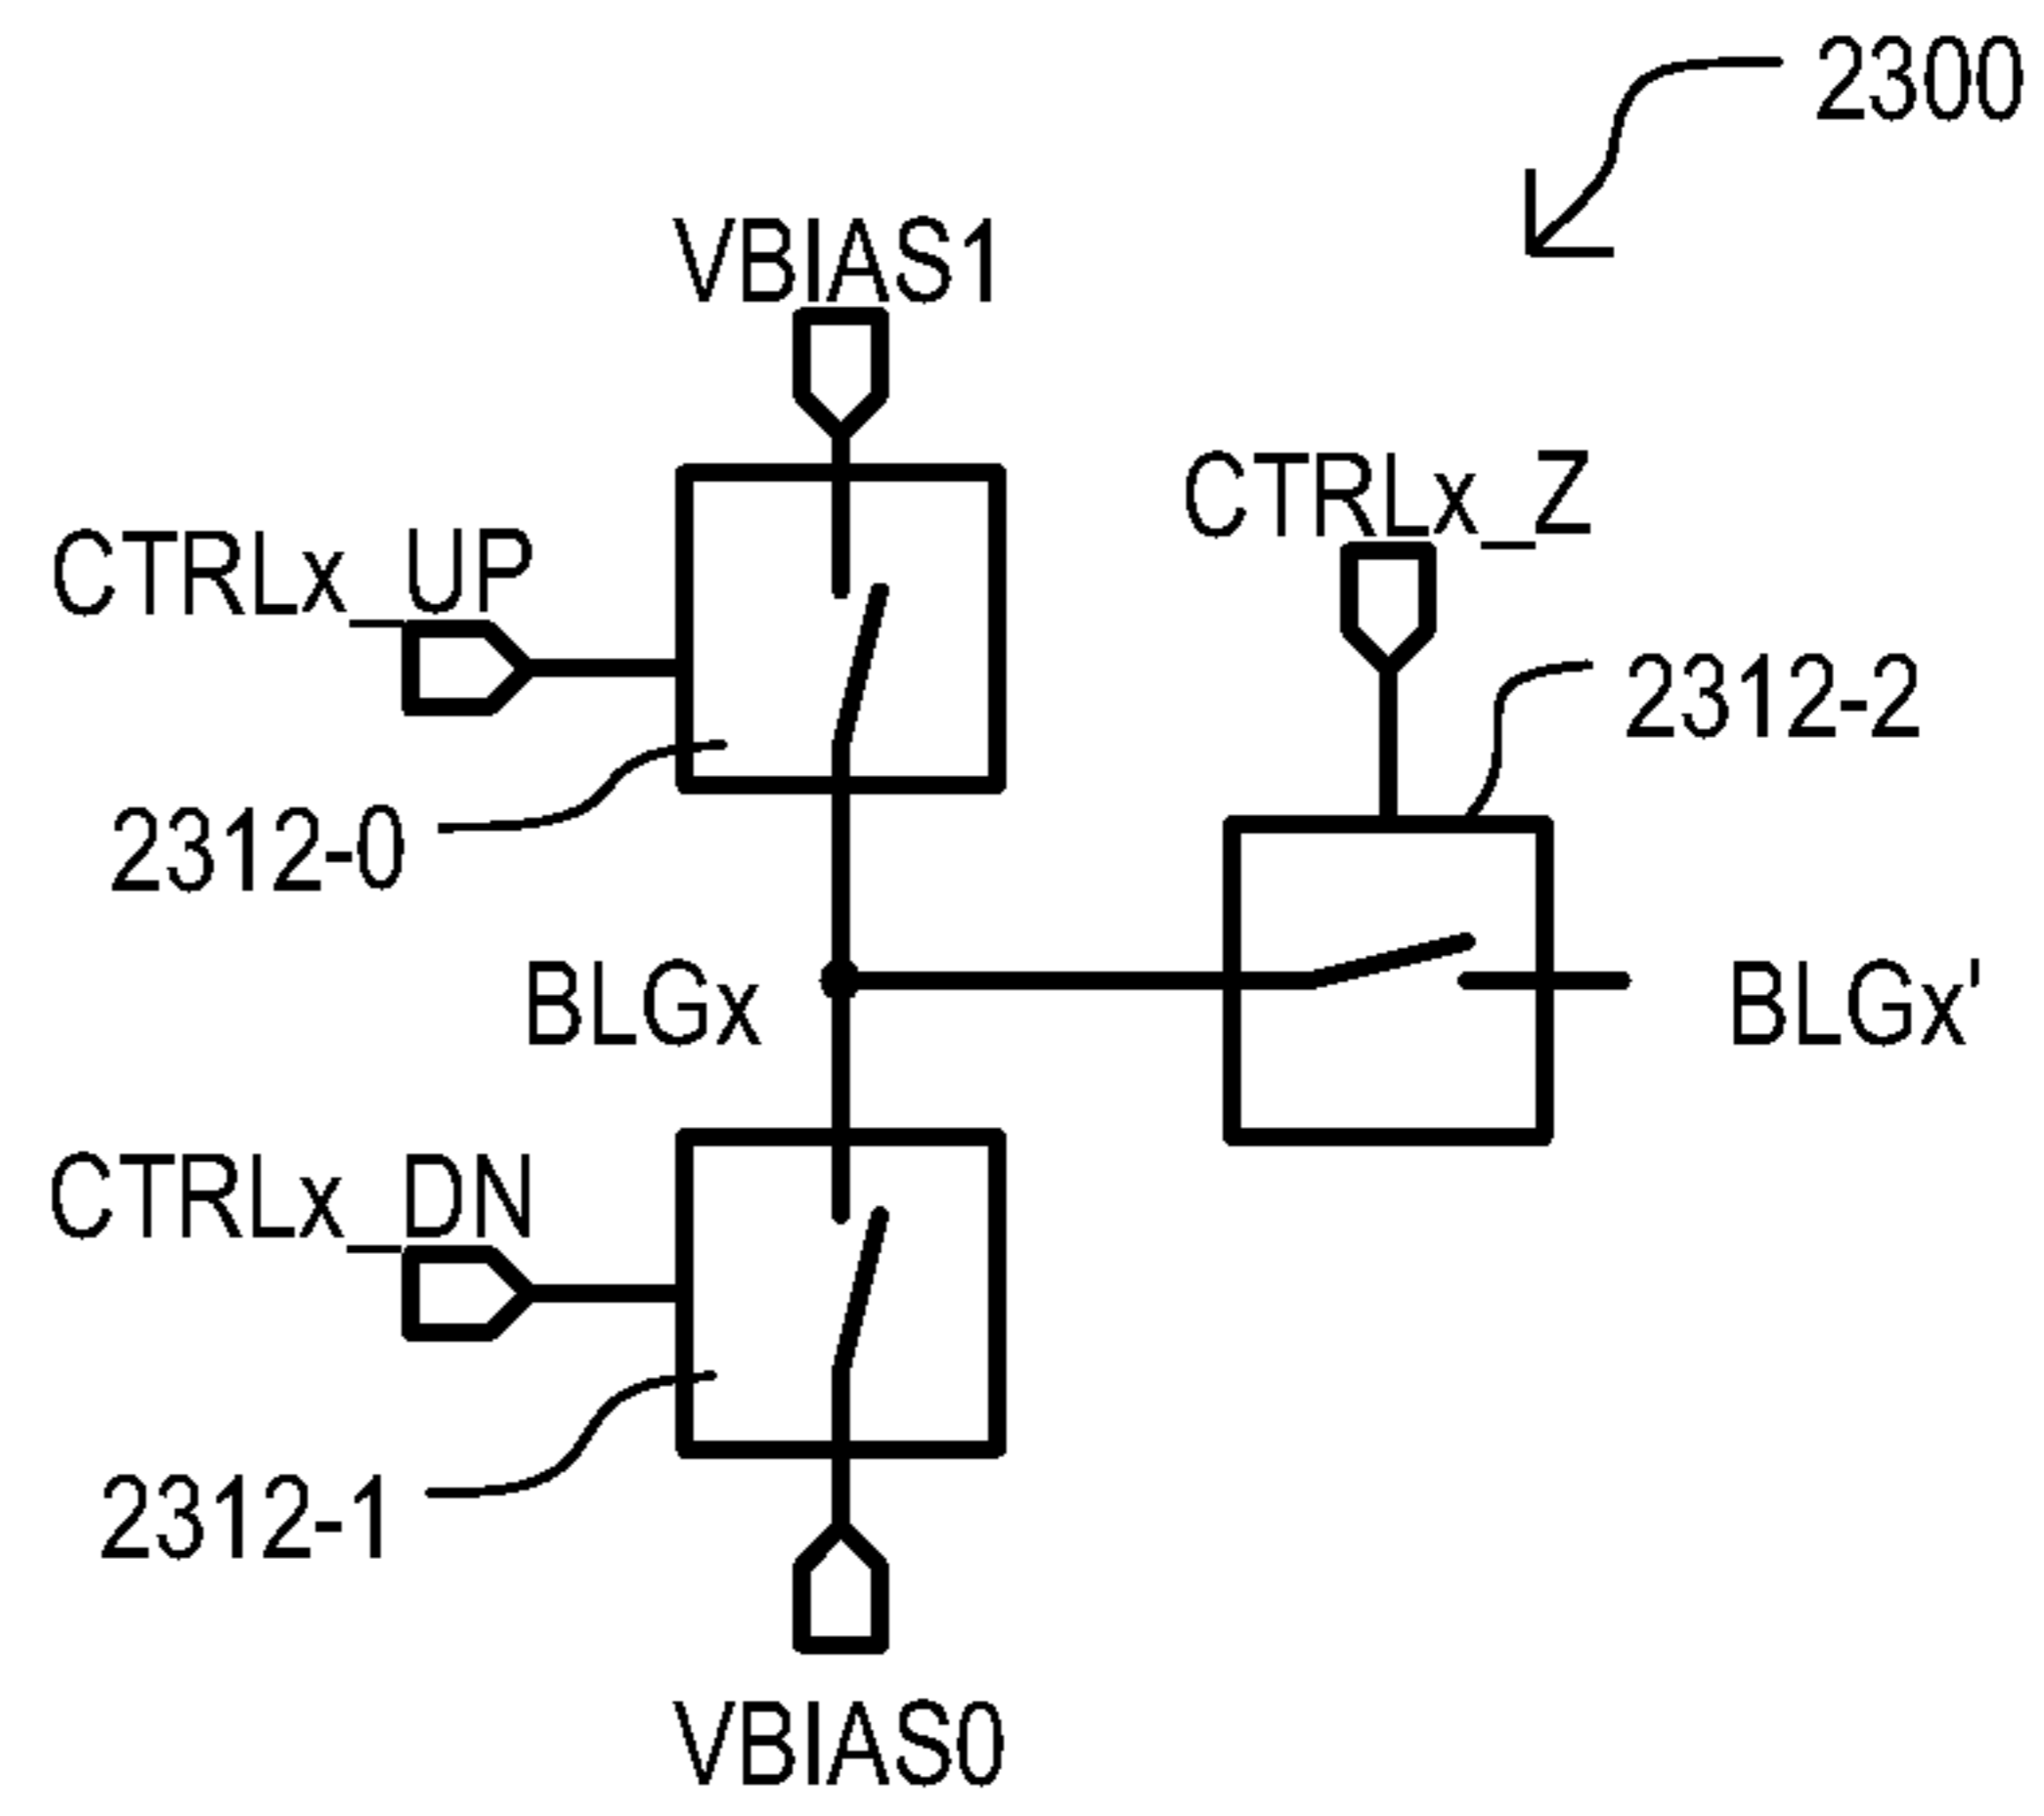 2300
VBIAS1
CTRLx_Z
CTRLx_UP
2312-2
2312-0
BLGx
BLGx'
CTRLx_DN
2312-1
VBIAS0